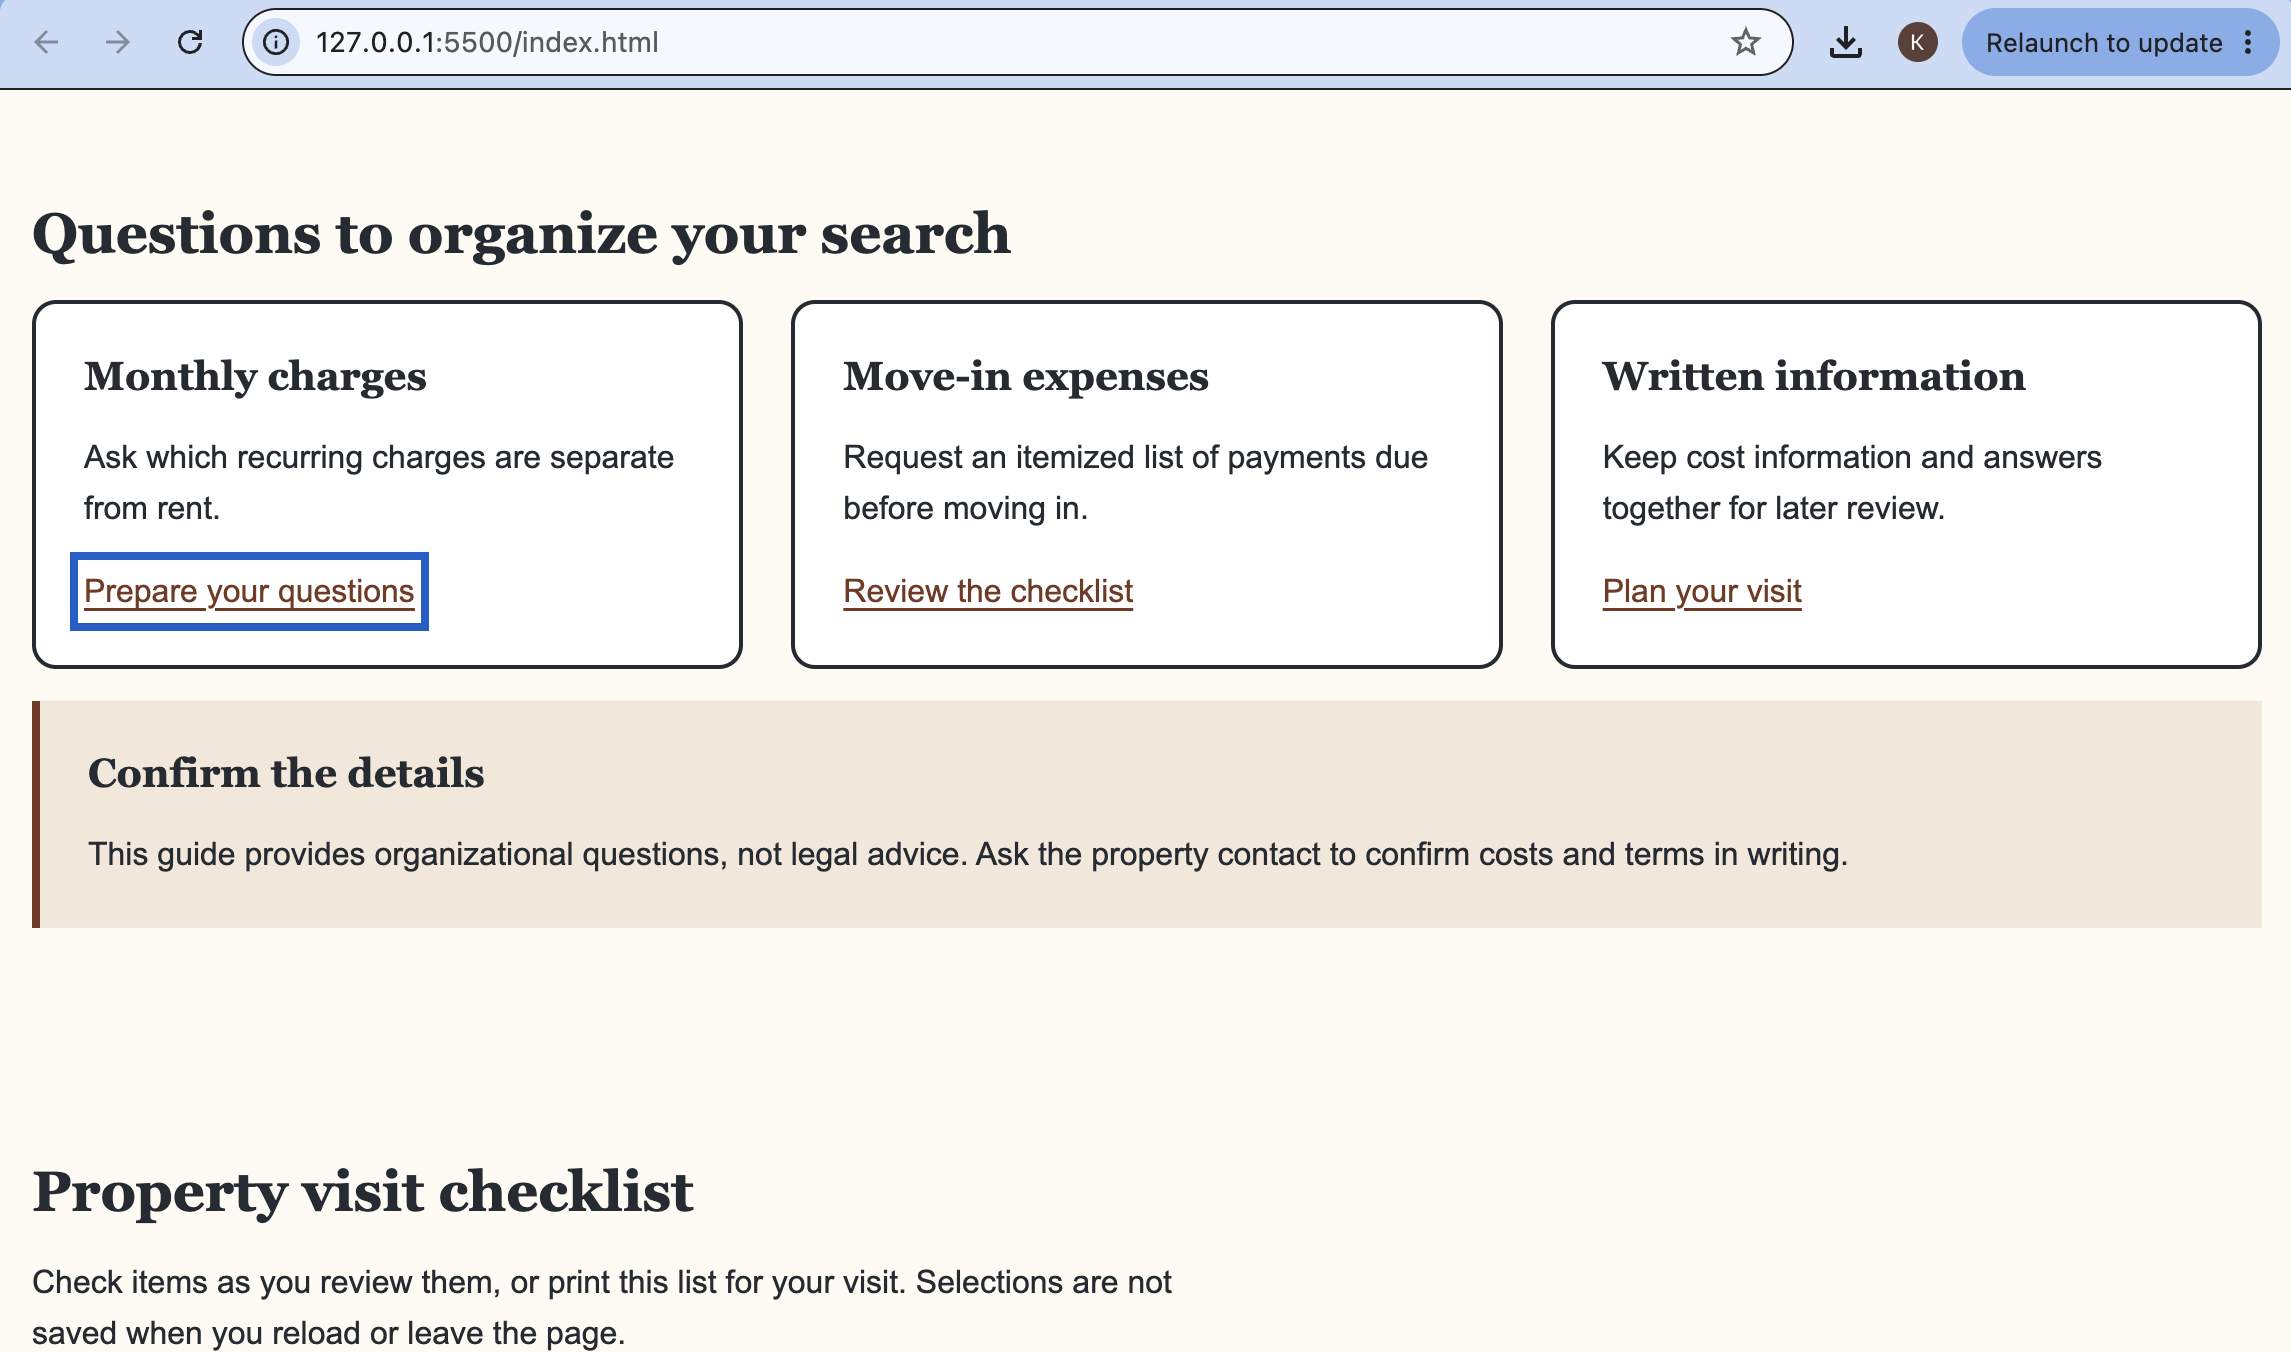 127.0.0.1:5500/index.html
K
Relaunch to update
Questions to organize your search
Monthly charges
Ask which recurring charges are separate
from rent.
Prepare your questions
Move-in expenses
Request an itemized list of payments due
before moving in.
Review the checklist
Written information
Keep cost information and answers
together for later review.
Plan your visit
Confirm the details
This guide provides organizational questions, not legal advice. Ask the property contact to confirm costs and terms in writing.
Property visit checklist
Check items as you review them, or print this list for your visit. Selections are not
saved when you reload or leave the page.